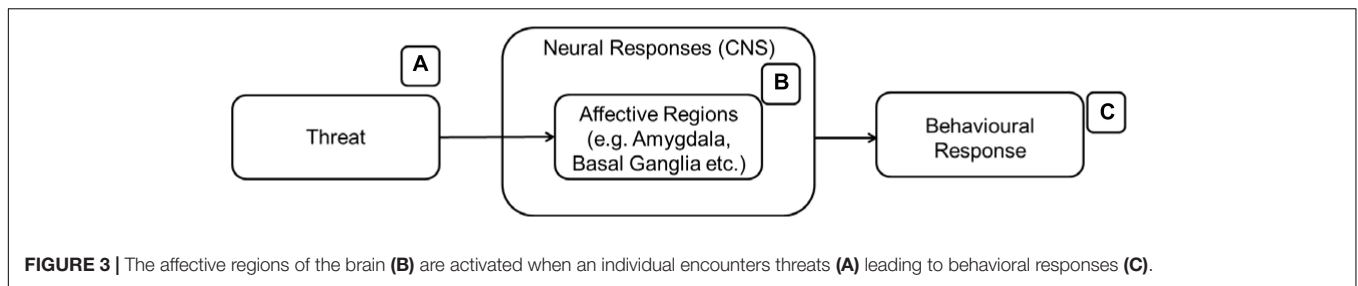 Neural Responses (CNS)
A
B
Threat
Affective Regions
(e.g. Amygdala,
Basal Ganglia etc.)
Behavioural
Response
C
FIGURE 3 | The affective regions of the brain (B) are activated when an individual encounters threats (A) leading to behavioral responses (C).